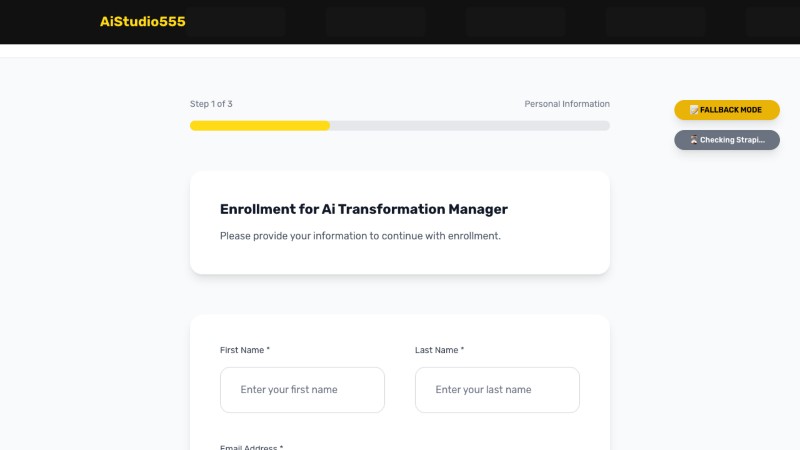 AiStudio555
Step 1 of 3
Personal Information
📝FALLBACK MODE
⏳Checking Strapi...
Enrollment for Ai Transformation Manager
Please provide your information to continue with enrollment.
First Name *
Last Name *
Enter your first name
Enter your last name
Email Address *